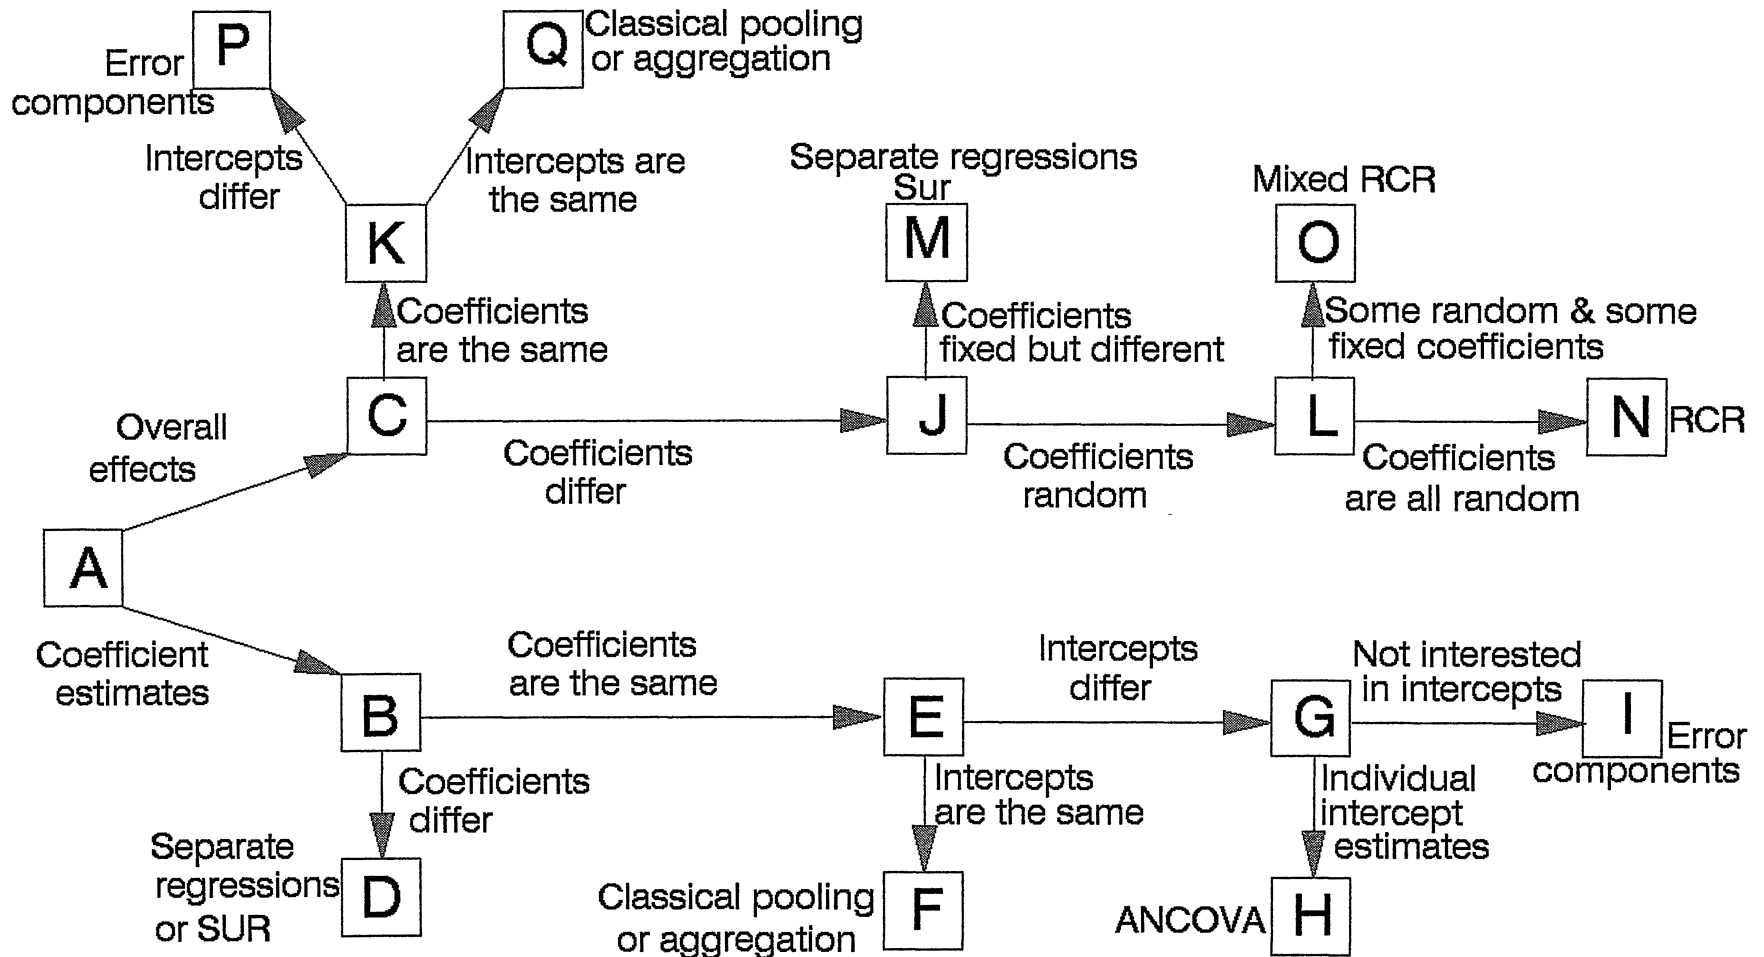 P
Error
components
Q
Classical pooling
or aggregation
Intercepts
differ
Intercepts are
the same
K
Separate regressions
Sur
M
Mixed RCR
O
Coefficients
are the same
Coefficients
fixed but different
Some random & some
fixed coefficients
C
J
L
N
RCR
Overall
effects
Coefficients
differ
Coefficients
random
Coefficients
are all random
A
Coefficient
estimates
B
Coefficients
are the same
E
Intercepts
differ
G
Not interested
in intercepts
I
Error
components
Coefficients
differ
Intercepts
are the same
Individual
intercept
estimates
Separate
regressions
or SUR
D
Classical pooling
or aggregation
F
ANCOVA
H